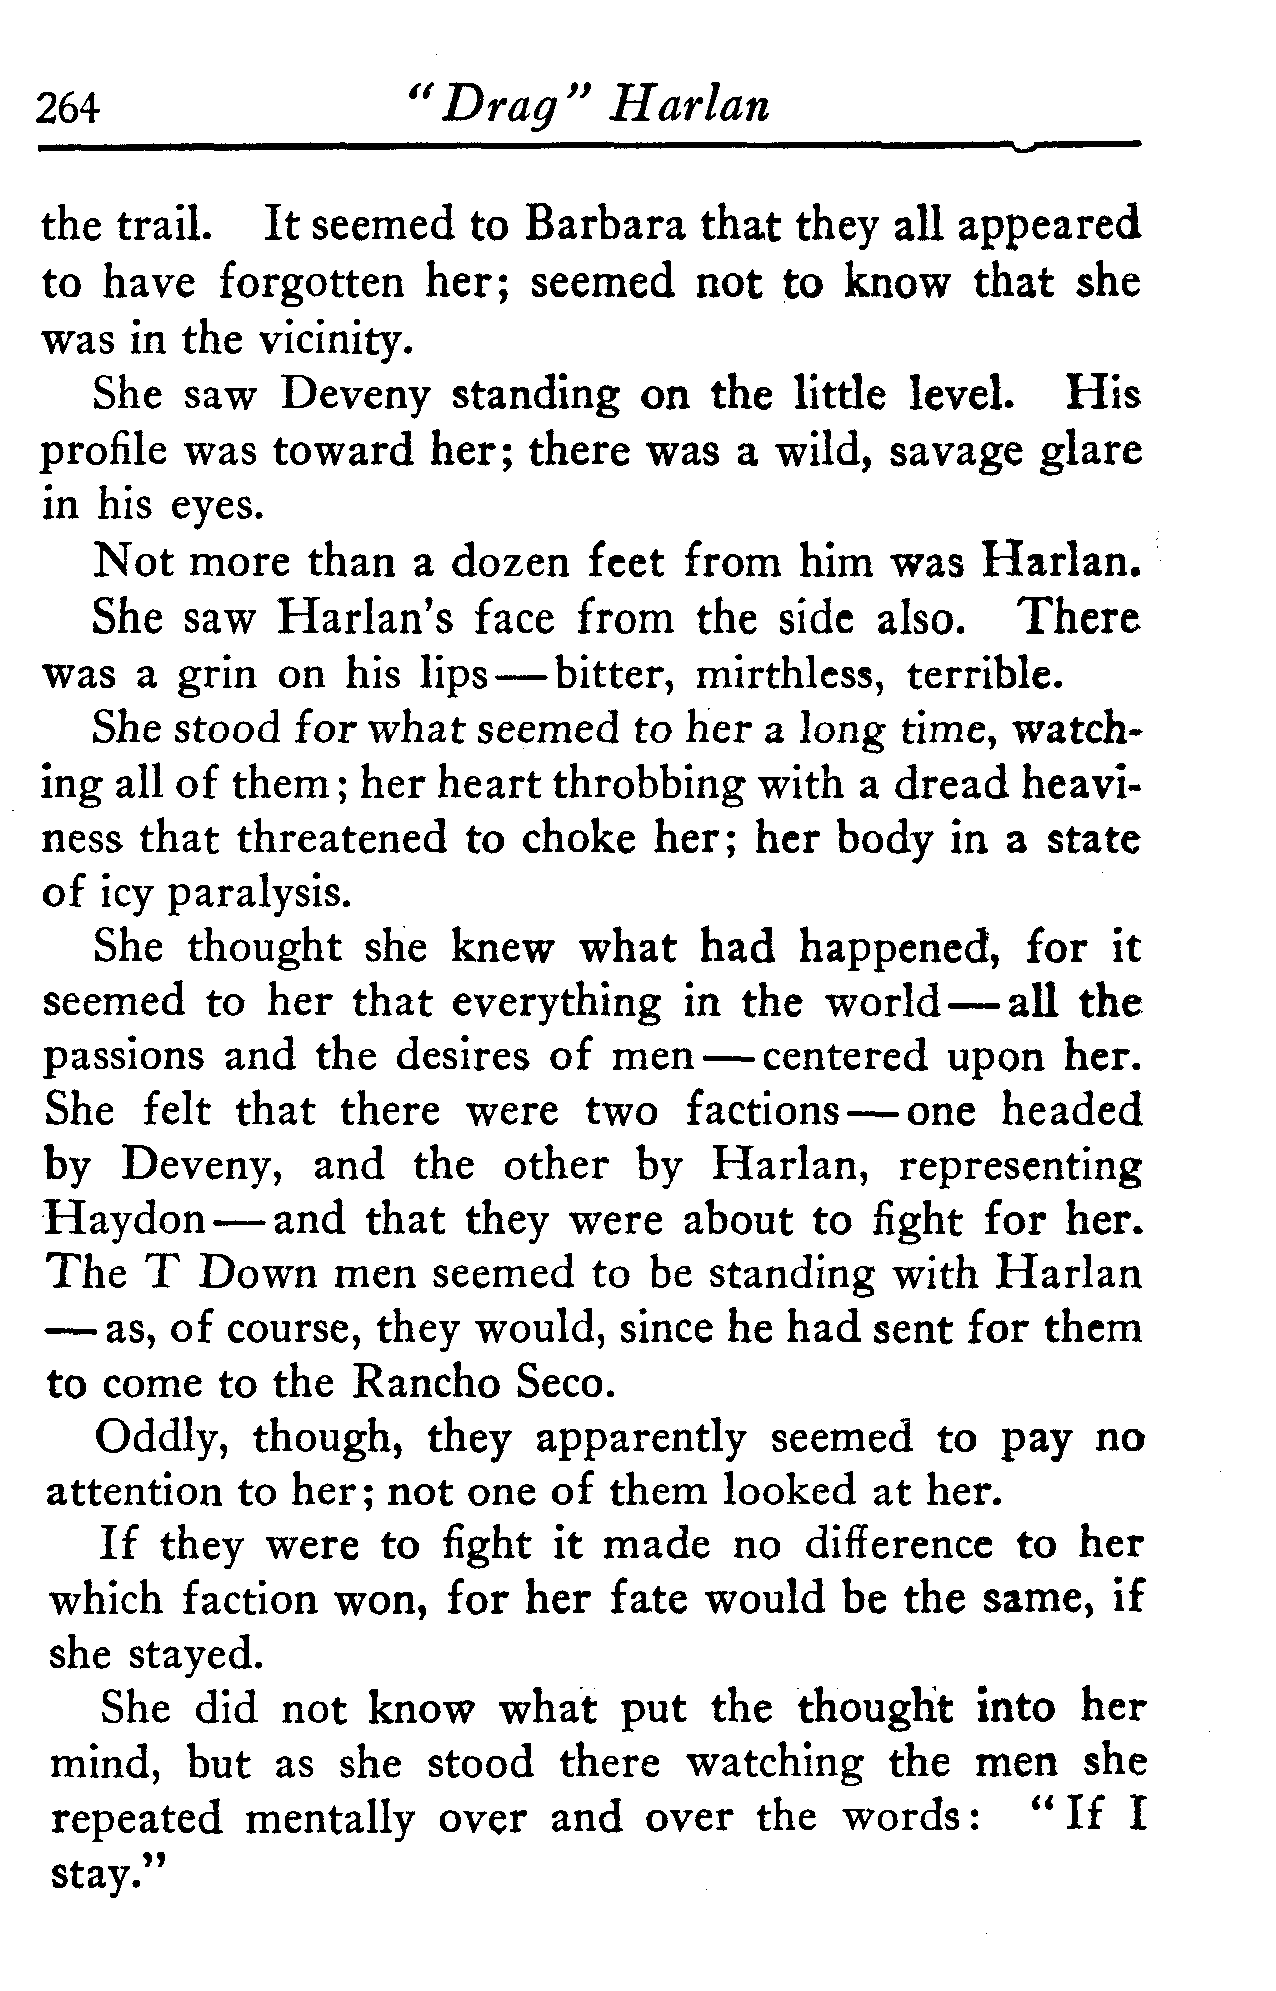 264 "Drag" Harlan
the trail. It seemed to Barbara that they all appeared
to have forgotten her; seemed not to know that she
was in the vicinity.
She saw Deveny standing on the little level. His
profile was toward her; there was a wild, savage glare
in his eyes.
Not more than a dozen feet from him was Harlan.
She saw Harlan's face from the side also. There
was a grin on his lips—bitter, mirthless, terrible.
She stood for what seemed to her a long time, watch-
ing all of them; her heart throbbing with a dread heavi-
ness that threatened to choke her; her body in a state
of icy paralysis.
She thought she knew what had happened, for it
seemed to her that everything in the world—all the
passions and the desires of men—centered upon her.
She felt that there were two factions—one headed
by Deveny, and the other by Harlan, representing
Haydon—and that they were about to fight for her.
The T Down men seemed to be standing with Harlan
—as, of course, they would, since he had sent for them
to come to the Rancho Seco.
Oddly, though, they apparently seemed to pay no
attention to her; not one of them looked at her.
If they were to fight it made no difference to her
which faction won, for her fate would be the same, if
she stayed.
She did not know what put the thought into her
mind, but as she stood there watching the men she
repeated mentally over and over the words: "If I
stay."